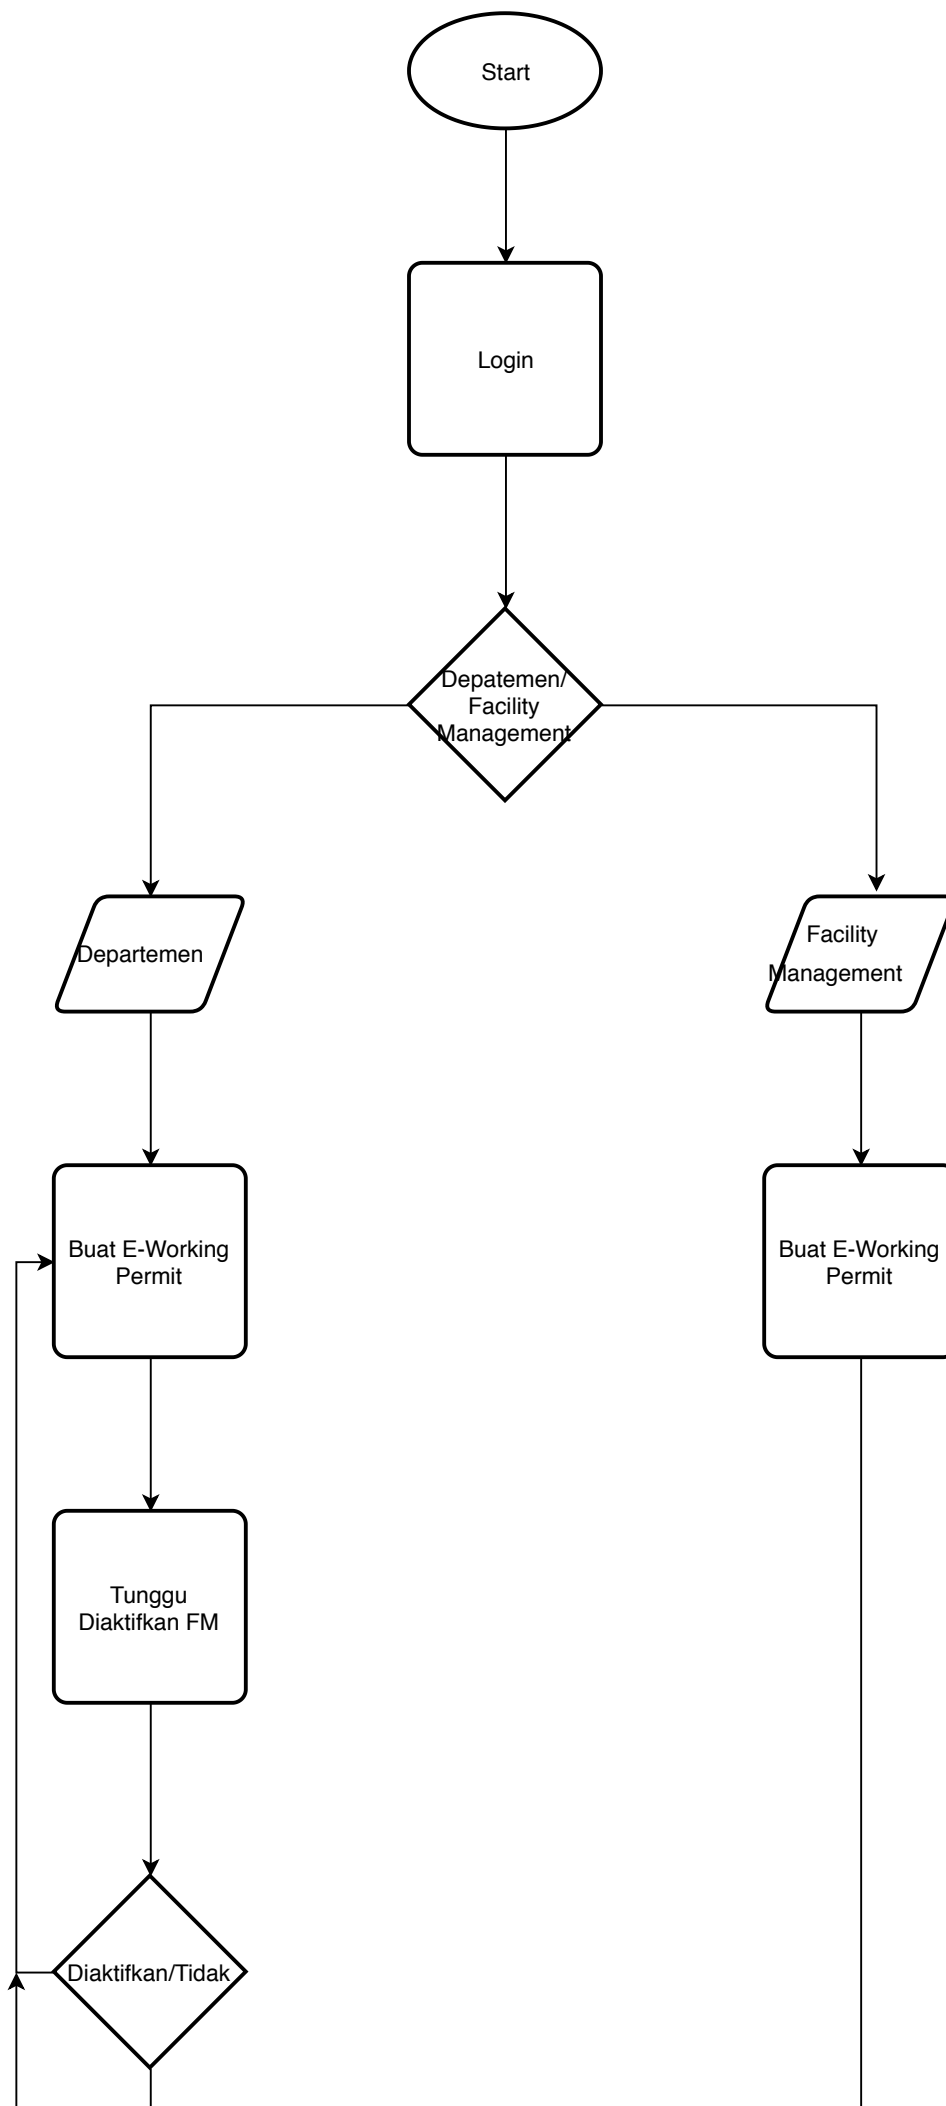 Start
Login
Depatemen/
Facility
Management
Departemen
Facility
Management
Buat E-Working
Permit
Buat E-Working
Permit
Tunggu
Diaktifkan FM
Diaktifkan/Tidak